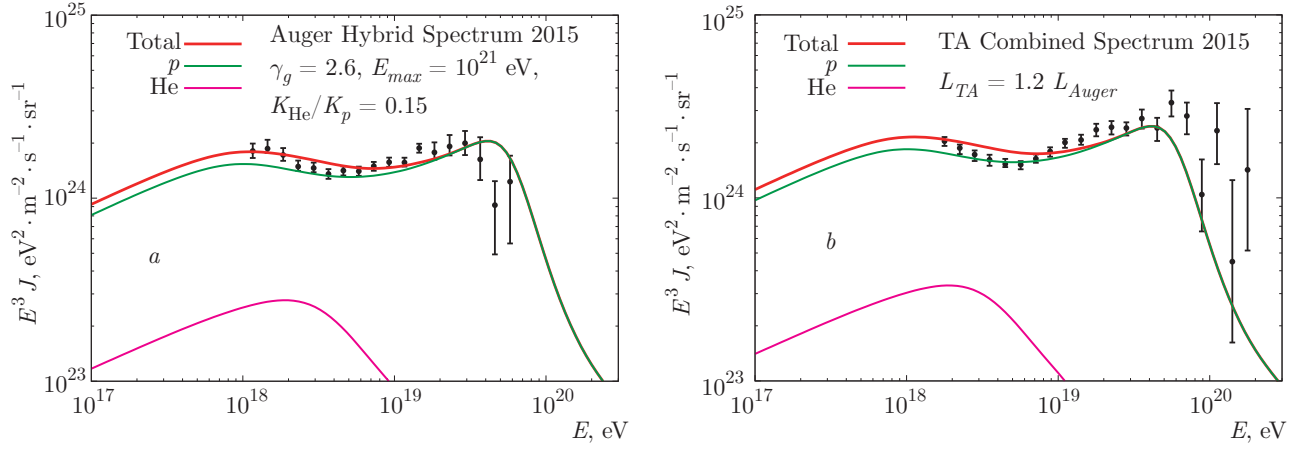 10^25
Total
p
He
Auger Hybrid Spectrum 2015
γ_g = 2.6, E_max = 10^21 eV,
K_He/K_p = 0.15
10^24
10^23
E^3 J, eV^2 · m^−2 · s^−1 · sr^−1
a
10^17
10^18
10^19
10^20
E, eV
10^25
Total
p
He
TA Combined Spectrum 2015
L_TA = 1.2 L_Auger
10^24
10^23
E^3 J, eV^2 · m^−2 · s^−1 · sr^−1
b
10^17
10^18
10^19
10^20
E, eV